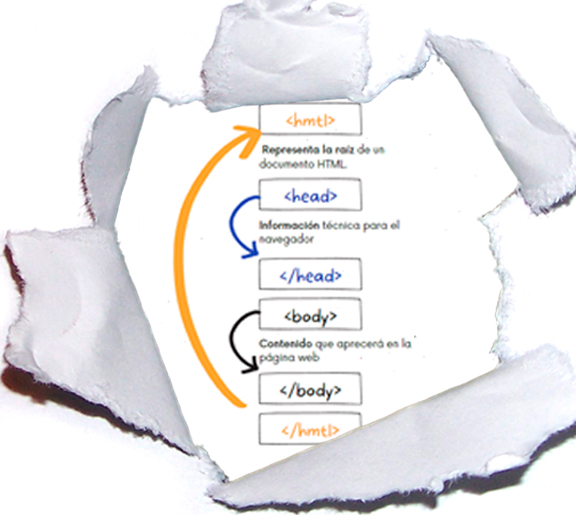 <hmtl>
Representa la raíz de un
documento HTML.
<head>
Información técnica para el
navegador
</head>
<body>
Contenido que aprecerá en la
página web
</body>
</hmtl>